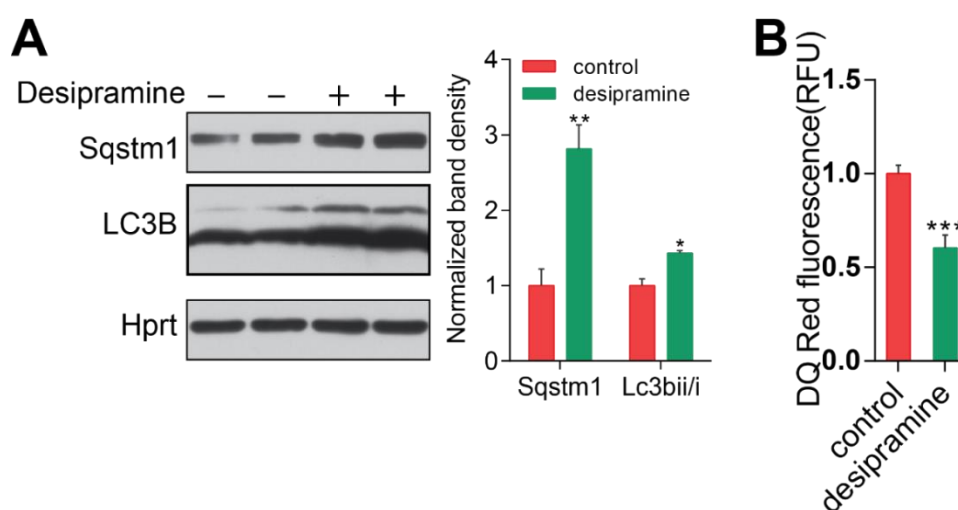 A
Desipramine − − + +
Sqstm1
LC3B
Hprt
Normalized band density
4
3
2
1
0
control
desipramine
**
*
Sqstm1 Lc3bii/i
B
DQ Red fluorescence(RFU)
1.5
1.0
0.5
0.0
***
control
desipramine